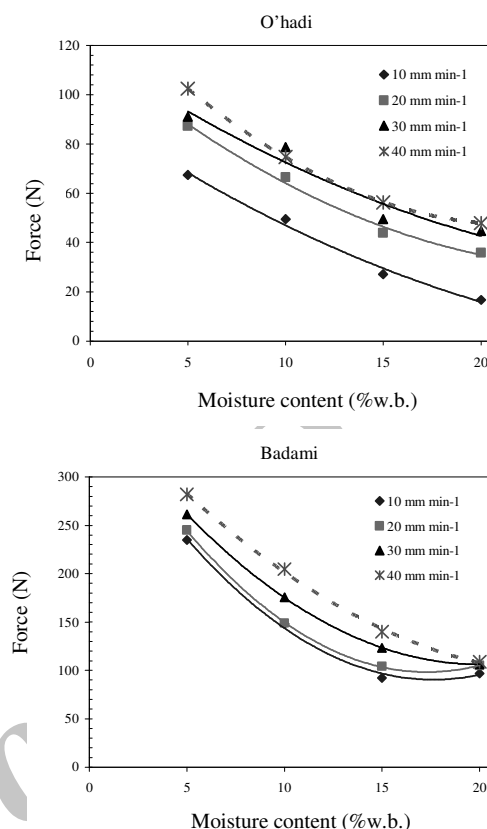 O'hadi
120
100
80
60
40
20
0
0 5 10 15 20
Force (N)
Moisture content (%w.b.)
10 mm min-1
20 mm min-1
30 mm min-1
40 mm min-1
Badami
300
250
200
150
100
50
0
0 5 10 15 20
Force (N)
Moisture content (%w.b.)
10 mm min-1
20 mm min-1
30 mm min-1
40 mm min-1